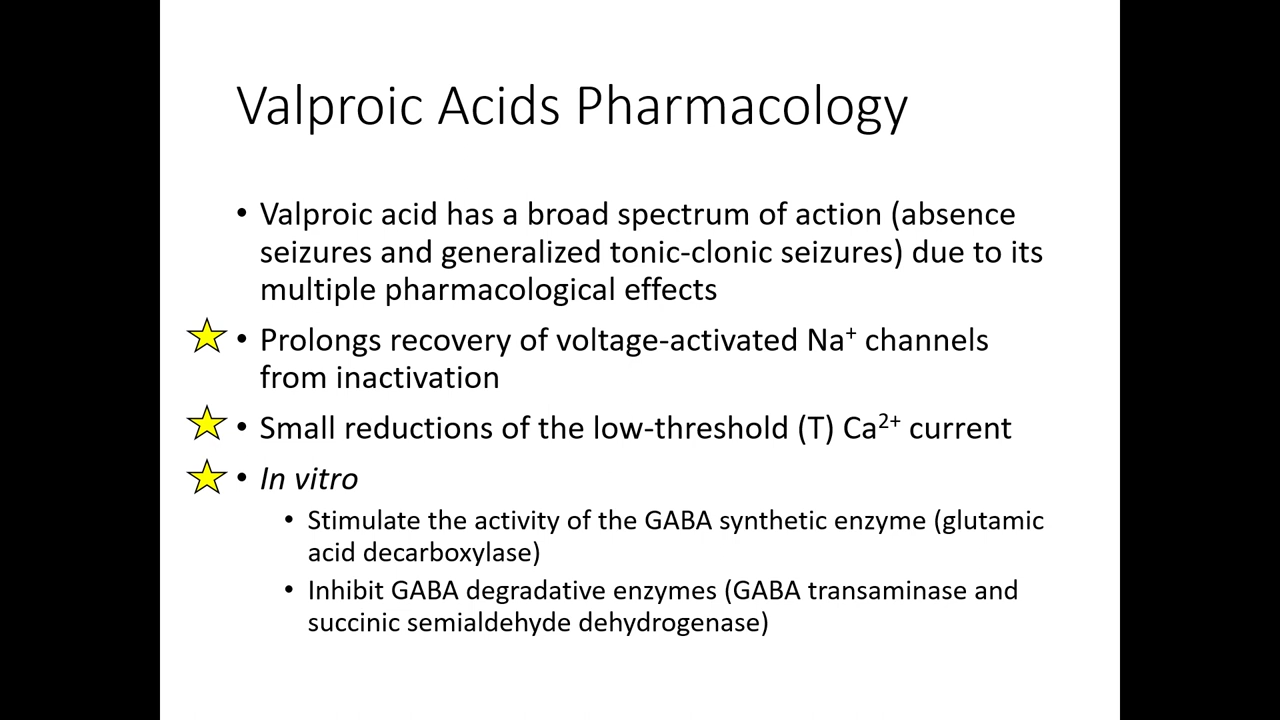 Valproic Acids Pharmacology
• Valproic acid has a broad spectrum of action (absence
seizures and generalized tonic-clonic seizures) due to its
multiple pharmacological effects
• Prolongs recovery of voltage-activated Na⁺ channels
from inactivation
• Small reductions of the low-threshold (T) Ca²⁺ current
• In vitro
• Stimulate the activity of the GABA synthetic enzyme (glutamic
acid decarboxylase)
• Inhibit GABA degradative enzymes (GABA transaminase and
succinic semialdehyde dehydrogenase)